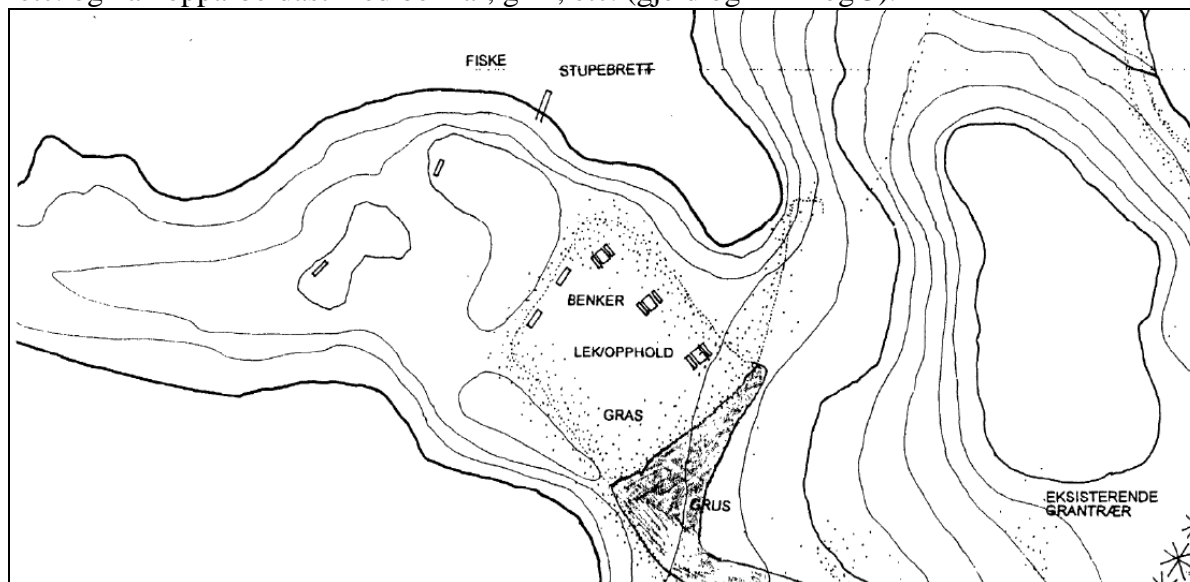 FISKE
STUPEBRETT
BENKER
LEK/OPPHOLD
GRAS
GRUS
EKSISTERENDE
GRANTRÆR